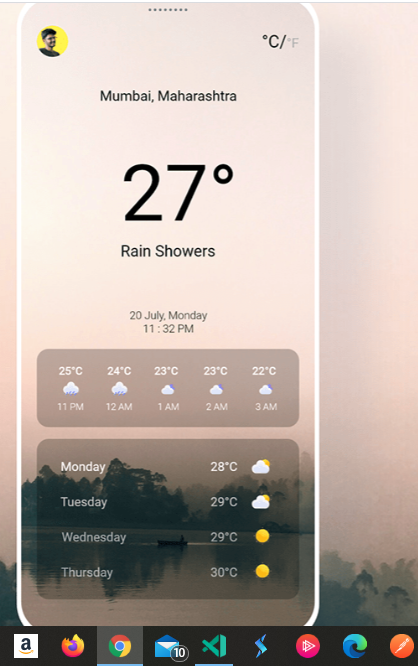 °C/°F
Mumbai, Maharashtra
27°
Rain Showers
20 July, Monday
11 : 32 PM
25°C 24°C 23°C 23°C 22°C
11 PM 12 AM 1 AM 2 AM 3 AM
Monday 28°C
Tuesday 29°C
Wednesday 29°C
Thursday 30°C
a
10